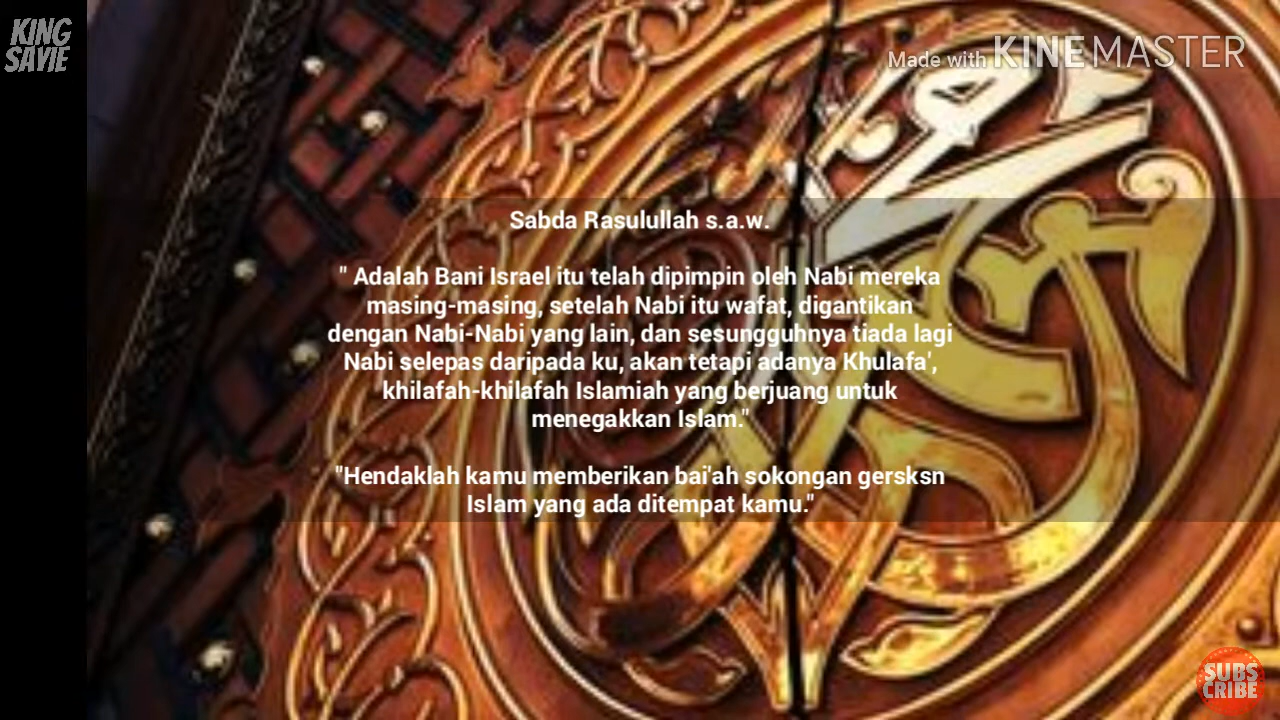 KING
SAVIE
Made with KINEMASTER
Sabda Rasulullah s.a.w.
" Adalah Bani Israel itu telah dipimpin oleh Nabi mereka
masing-masing, setelah Nabi itu wafat, digantikan
dengan Nabi-Nabi yang lain, dan sesungguhnya tiada lagi
Nabi selepas daripada ku, akan tetapi adanya Khulafa',
khilafah-khilafah Islamiah yang berjuang untuk
menegakkan Islam."
"Hendaklah kamu memberikan bai'ah sokongan gersksn
Islam yang ada ditempat kamu."
SUBS
CRIBE